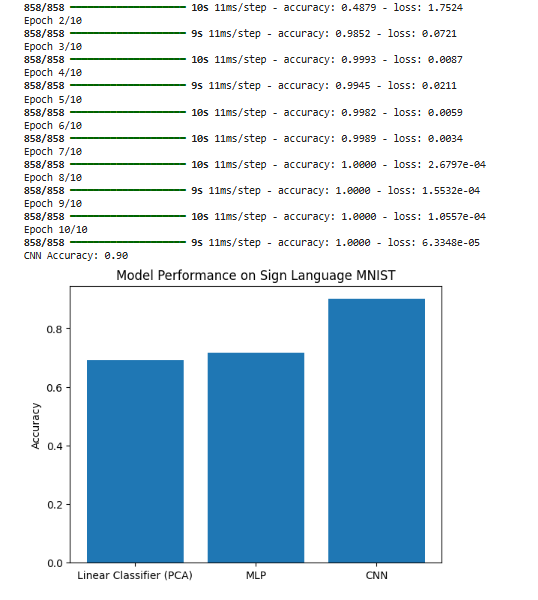 858/858 ━━━━━━━━━━━━━━━━━━━━ 10s 11ms/step - accuracy: 0.4879 - loss: 1.7524
Epoch 2/10
858/858 ━━━━━━━━━━━━━━━━━━━━ 9s 11ms/step - accuracy: 0.9852 - loss: 0.0721
Epoch 3/10
858/858 ━━━━━━━━━━━━━━━━━━━━ 10s 11ms/step - accuracy: 0.9993 - loss: 0.0087
Epoch 4/10
858/858 ━━━━━━━━━━━━━━━━━━━━ 9s 11ms/step - accuracy: 0.9945 - loss: 0.0211
Epoch 5/10
858/858 ━━━━━━━━━━━━━━━━━━━━ 10s 11ms/step - accuracy: 0.9982 - loss: 0.0059
Epoch 6/10
858/858 ━━━━━━━━━━━━━━━━━━━━ 10s 11ms/step - accuracy: 0.9989 - loss: 0.0034
Epoch 7/10
858/858 ━━━━━━━━━━━━━━━━━━━━ 10s 11ms/step - accuracy: 1.0000 - loss: 2.6797e-04
Epoch 8/10
858/858 ━━━━━━━━━━━━━━━━━━━━ 9s 11ms/step - accuracy: 1.0000 - loss: 1.5532e-04
Epoch 9/10
858/858 ━━━━━━━━━━━━━━━━━━━━ 10s 11ms/step - accuracy: 1.0000 - loss: 1.0557e-04
Epoch 10/10
858/858 ━━━━━━━━━━━━━━━━━━━━ 9s 11ms/step - accuracy: 1.0000 - loss: 6.3348e-05
CNN Accuracy: 0.90
Model Performance on Sign Language MNIST
Accuracy
0.8
0.6
0.4
0.2
0.0
Linear Classifier (PCA) MLP CNN